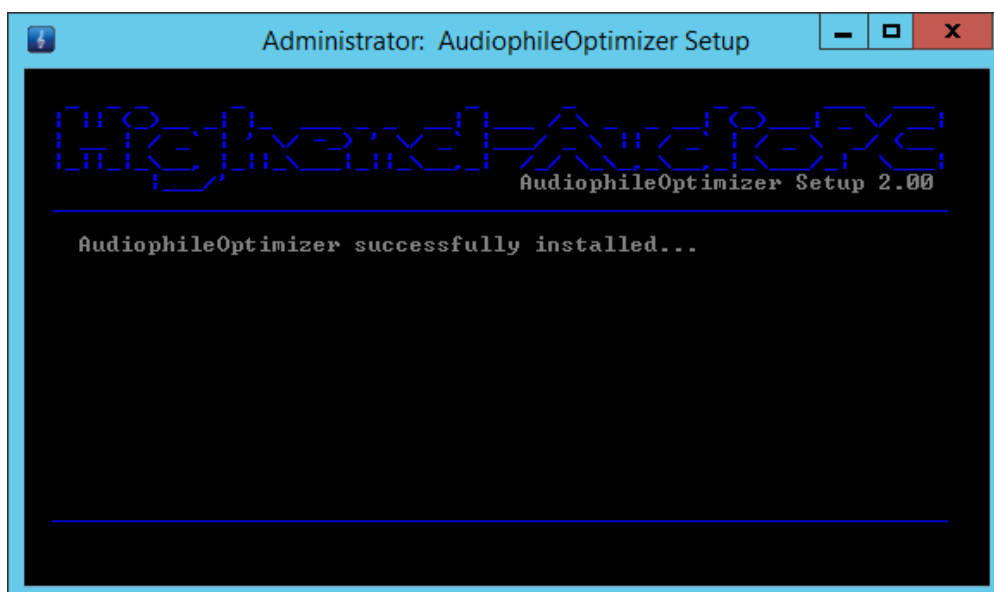 Administrator: AudiophileOptimizer Setup
Highend-AudioPC
AudiophileOptimizer Setup 2.00
AudiophileOptimizer successfully installed...